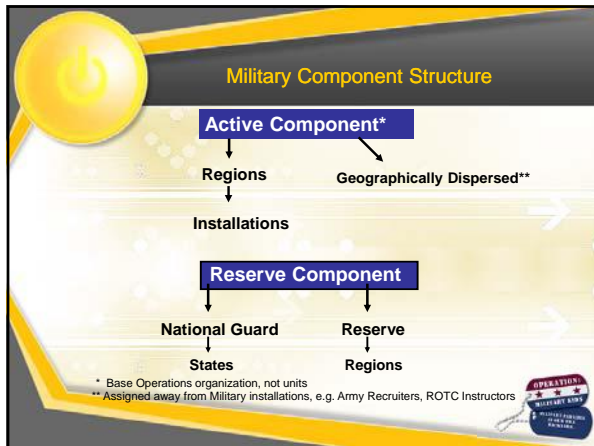 Military Component Structure
Active Component*
Regions
Geographically Dispersed**
Installations
Reserve Component
National Guard
Reserve
States
Regions
* Base Operations organization, not units
** Assigned away from Military installations, e.g. Army Recruiters, ROTC Instructors
OPERATION:
MILITARY KIDS